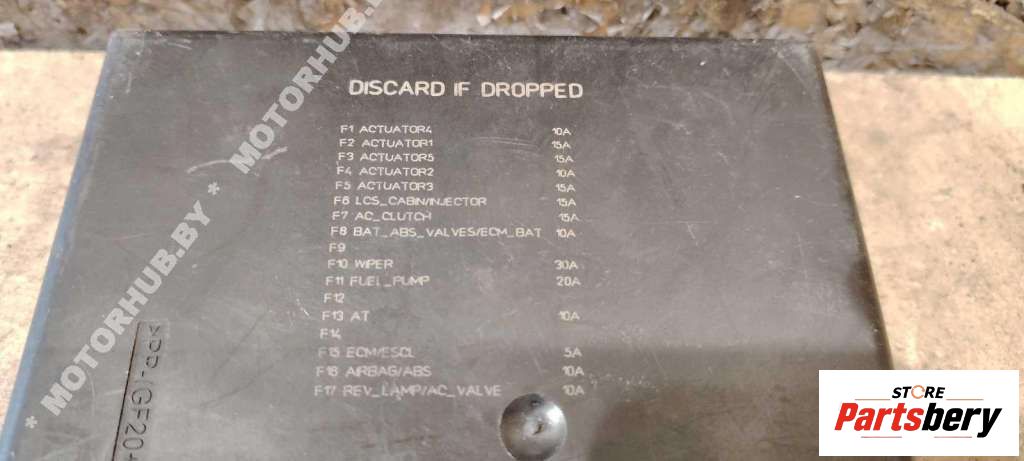 DISCARD IF DROPPED
F1 ACTUATOR4 10A
F2 ACTUATOR1 15A
F3 ACTUATOR5 15A
F4 ACTUATOR2 10A
F5 ACTUATOR3 15A
F6 LCS_CABIN/INJECTOR 15A
F7 AC_CLUTCH 15A
F8 BAT_ABS_VALVES/ECM_BAT 10A
F9
F10 WIPER 30A
F11 FUEL_PUMP 20A
F12
F13 AT 10A
F14
F15 ECM/ESCL 5A
F16 AIRBAG/ABS 10A
F17 REV_LAMP/AC_VALVE 10A
* MOTORHUB.BY * MOTORHUB.BY
>PP-(GF20
STORE
Partsbery